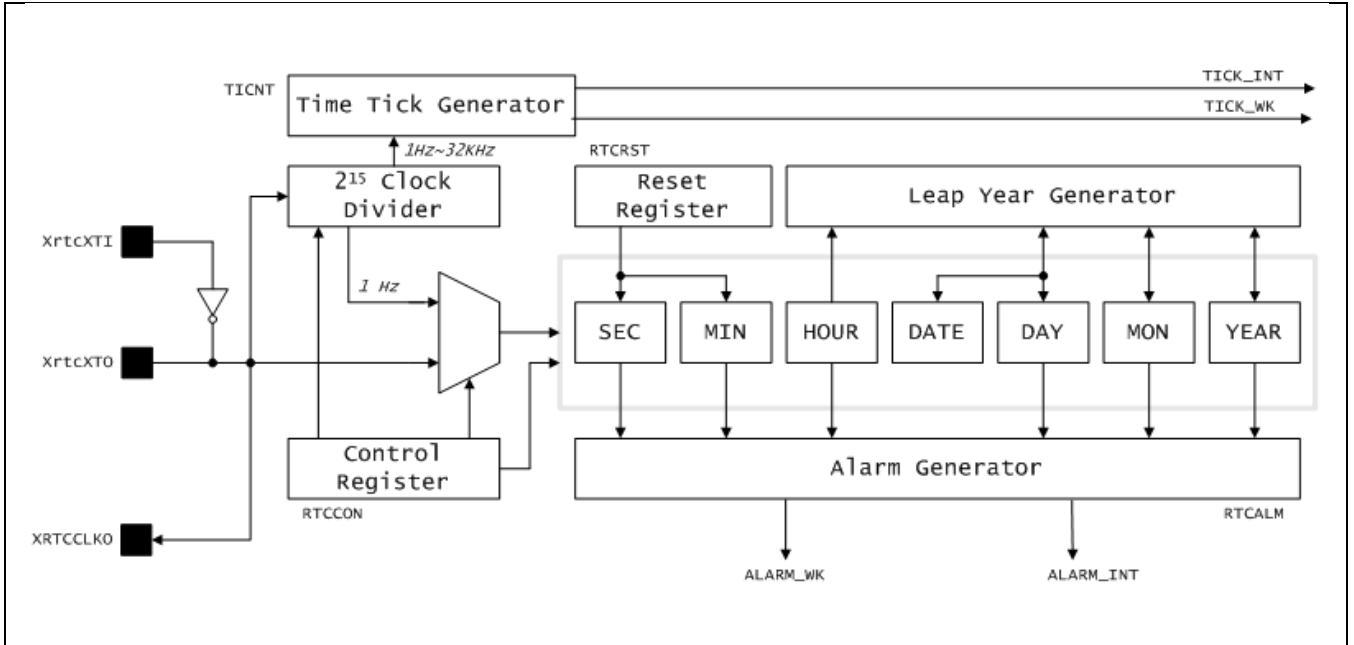 TICK_INT
TICNT
Time Tick Generator
TICK_WK
1Hz~32KHz
RTCRST
2¹⁵ Clock
Divider
Reset
Register
Leap Year Generator
XrtcXTI
1 Hz
SEC
MIN
HOUR
DATE
DAY
MON
YEAR
XrtcXTO
Control
Register
Alarm Generator
RTCCON
RTCALM
XRTCCLKO
ALARM_WK
ALARM_INT